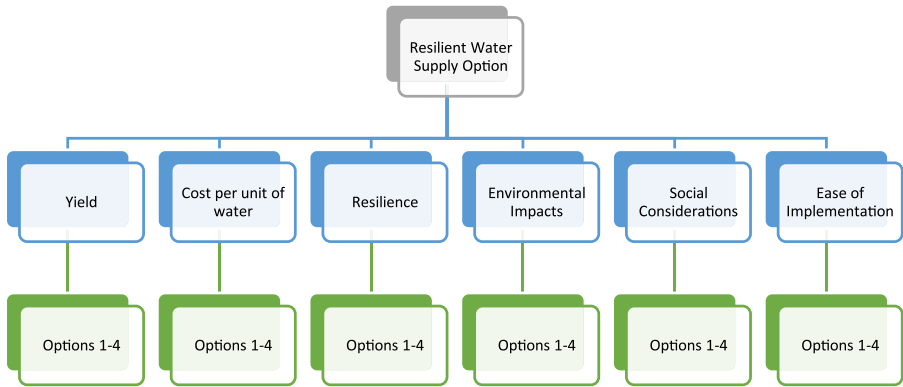 Resilient Water
Supply Option
Yield
Cost per unit of
water
Resilience
Environmental
Impacts
Social
Considerations
Ease of
Implementation
Options 1-4
Options 1-4
Options 1-4
Options 1-4
Options 1-4
Options 1-4